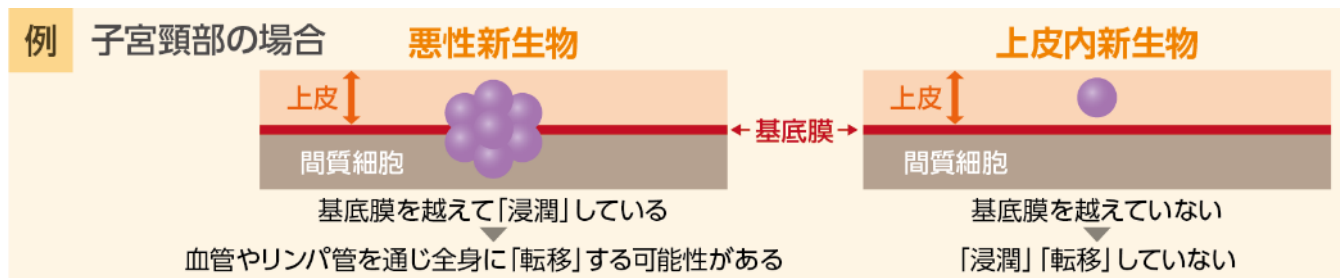 例 子宮頸部の場合 悪性新生物 上皮内新生物
上皮 上皮
←基底膜→
間質細胞 間質細胞
基底膜を越えて「浸潤」している 基底膜を越えていない
血管やリンパ管を通じ全身に「転移」する可能性がある 「浸潤」「転移」していない